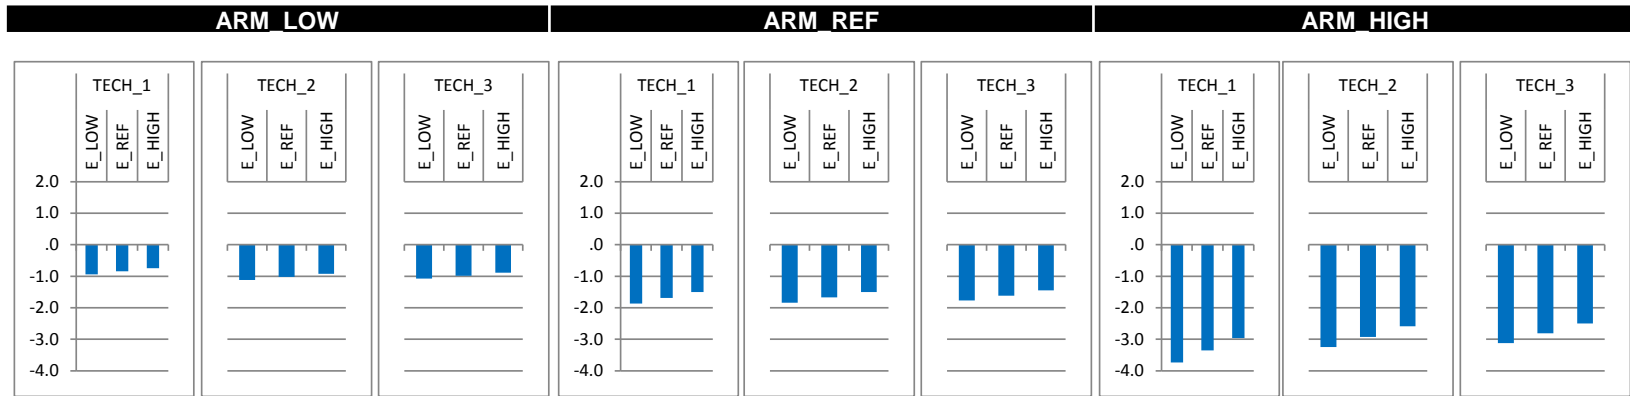 ARM_LOW ARM_REF ARM_HIGH
TECH_1 TECH_2 TECH_3 TECH_1 TECH_2 TECH_3 TECH_1 TECH_2 TECH_3
E_LOW E_REF E_HIGH E_LOW E_REF E_HIGH E_LOW E_REF E_HIGH E_LOW E_REF E_HIGH E_LOW E_REF E_HIGH E_LOW E_REF E_HIGH E_LOW E_REF E_HIGH E_LOW E_REF E_HIGH E_LOW E_REF E_HIGH
2.0 2.0 2.0
1.0 1.0 1.0
.0 .0 .0
-1.0 -1.0 -1.0
-2.0 -2.0 -2.0
-3.0 -3.0 -3.0
-4.0 -4.0 -4.0